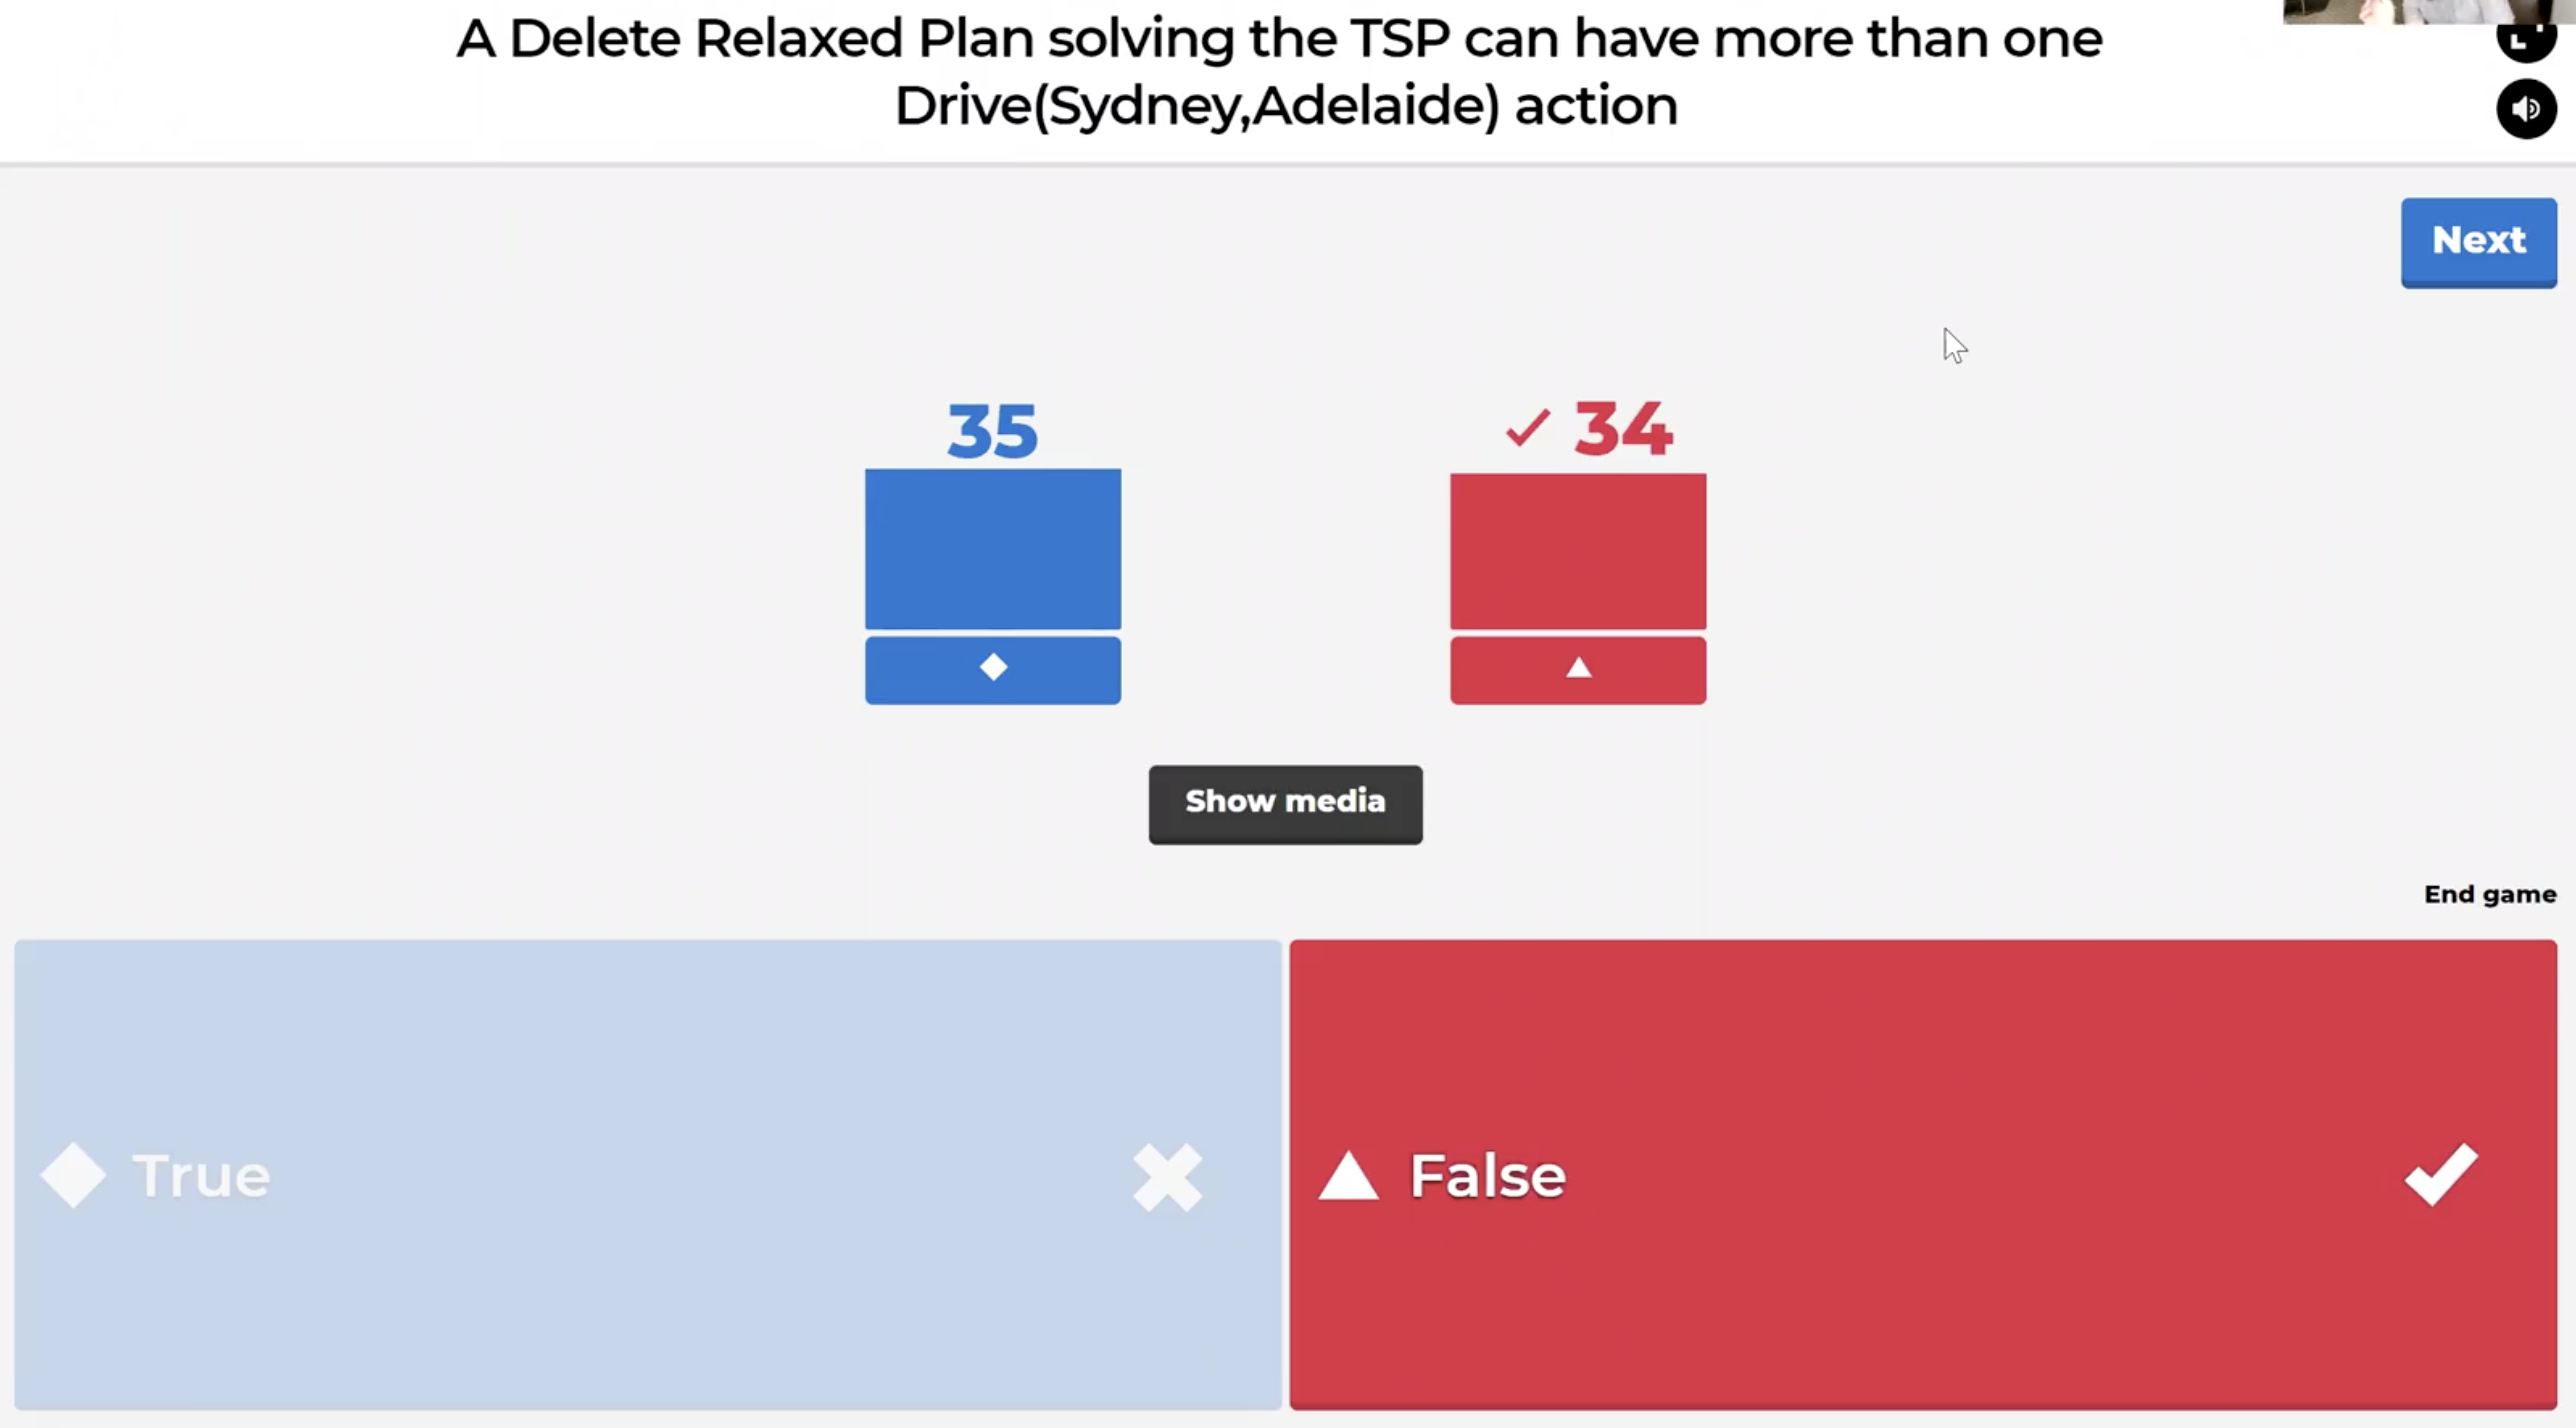 A Delete Relaxed Plan solving the TSP can have more than one
Drive(Sydney,Adelaide) action
Next
35
34
Show media
End game
True
False